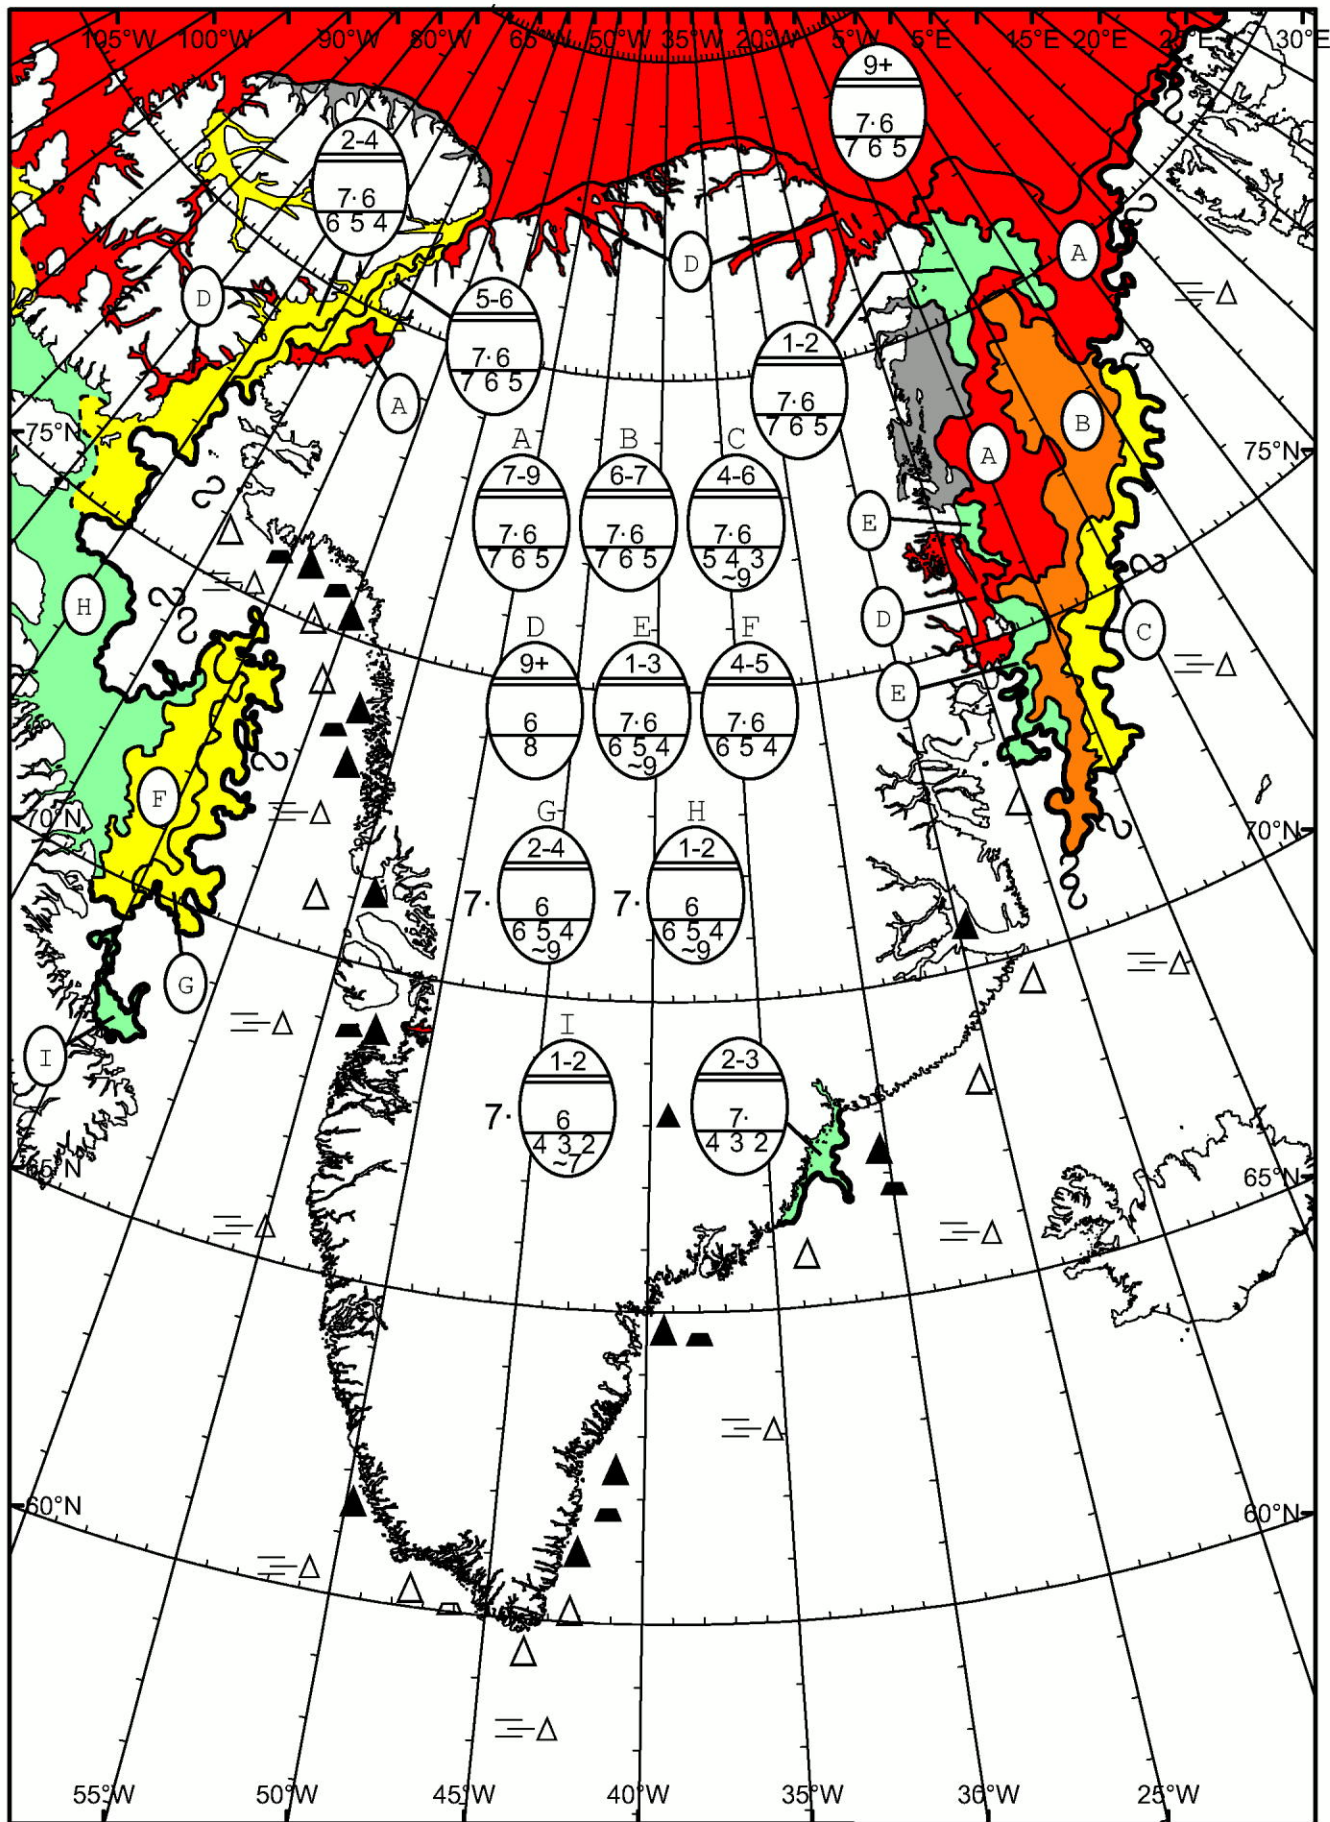 105°W 100°W 90°W 80°W 65°W 50°W 35°W 20°W 5°W 5°E 15°E 20°E 25°E 30°E
9+
7·6
7 6 5
2-4
7·6
6 5 4
A
D
D
5-6
7·6
7 6 5
1-2
7·6
7 6 5
A
B
75°N
75°N
A
A B C
7-9 6-7 4-6
7·6 7·6 7·6
7 6 5 7 6 5 5 4 3
~9
E
H
D
C
D E F
9+ 1-3 4-5
6 7·6 7·6
8 6 5 4 6 5 4
~9
E
F
70°N
70°N
G H
2-4 1-2
7· 6 7· 6
6 5 4 6 5 4
~9 ~9
G
I
I
1-2 2-3
7· 6 7·
4 3 2 4 3 2
~7
65°N
65°N
60°N
60°N
55°W 50°W 45°W 40°W 35°W 30°W 25°W